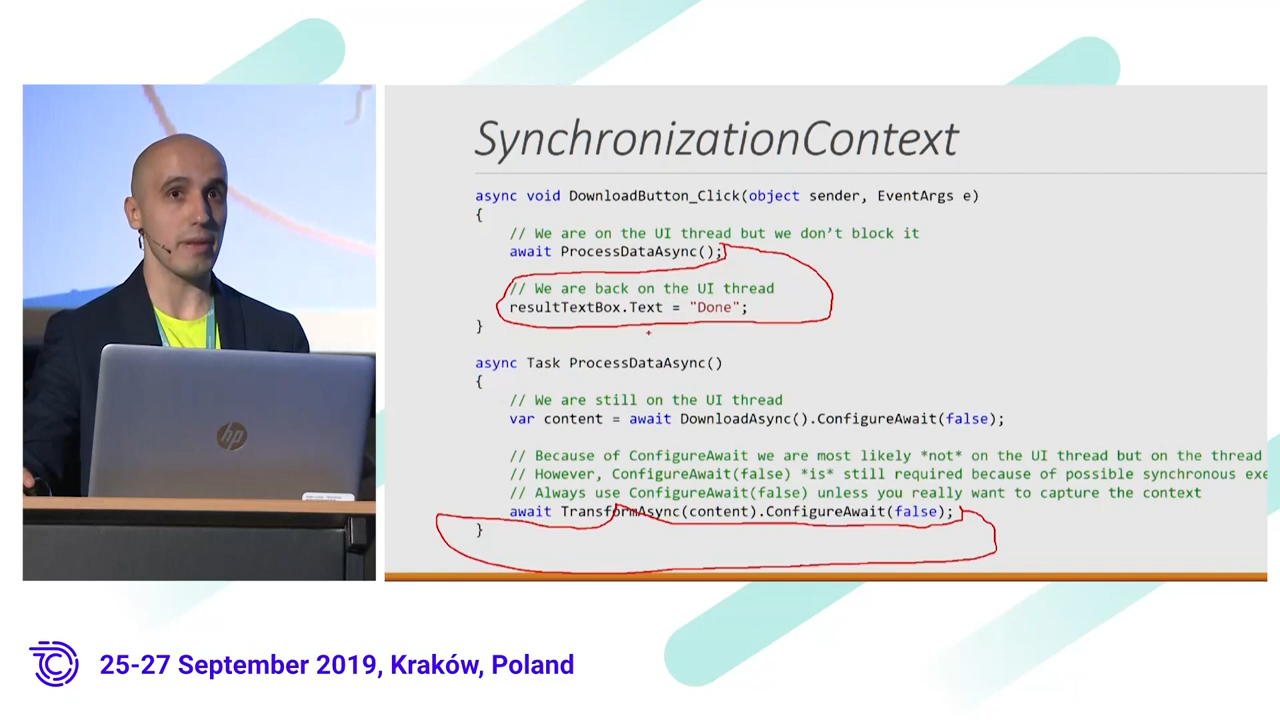 SynchronizationContext
async void DownloadButton_Click(object sender, EventArgs e)
{
// We are on the UI thread but we don't block it
await ProcessDataAsync();
// We are back on the UI thread
resultTextBox.Text = "Done";
}
async Task ProcessDataAsync()
{
// We are still on the UI thread
var content = await DownloadAsync().ConfigureAwait(false);
// Because of ConfigureAwait we are most likely *not* on the UI thread but on the thread
// However, ConfigureAwait(false) *is* still required because of possible synchronous exe
// Always use ConfigureAwait(false) unless you really want to capture the context
await TransformAsync(content).ConfigureAwait(false);
}
hp
25-27 September 2019, Kraków, Poland